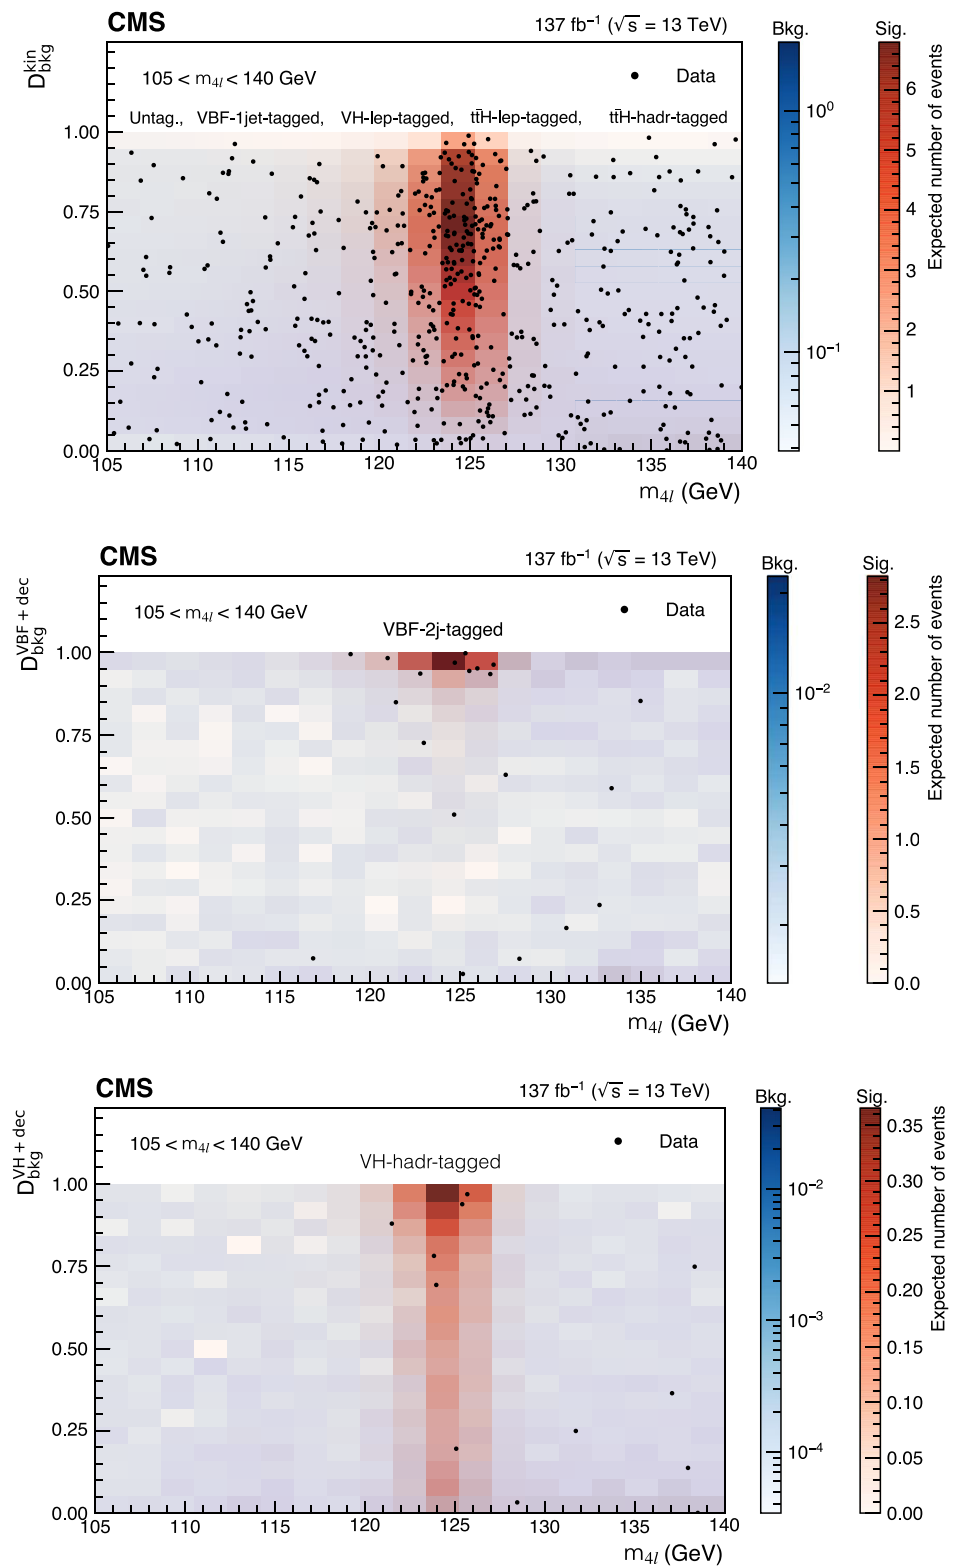 CMS 137 fb⁻¹ (√s = 13 TeV) Bkg. Sig.
D^kin_bkg
105 < m4l < 140 GeV Data
Untag., VBF-1jet-tagged, VH-lep-tagged, tt̄H-lep-tagged, tt̄H-hadr-tagged
1.00
0.75
0.50
0.25
0.00
105 110 115 120 125 130 135 140
m4l (GeV)
10⁰
10⁻¹
6
5
4
3
2
1
Expected number of events
CMS 137 fb⁻¹ (√s = 13 TeV) Bkg. Sig.
D^VBF + dec_bkg
105 < m4l < 140 GeV Data
VBF-2j-tagged
1.00
0.75
0.50
0.25
0.00
105 110 115 120 125 130 135 140
m4l (GeV)
10⁻²
2.5
2.0
1.5
1.0
0.5
0.0
Expected number of events
CMS 137 fb⁻¹ (√s = 13 TeV) Bkg. Sig.
D^VH + dec_bkg
105 < m4l < 140 GeV Data
VH-hadr-tagged
1.00
0.75
0.50
0.25
0.00
105 110 115 120 125 130 135 140
m4l (GeV)
10⁻²
10⁻³
10⁻⁴
0.35
0.30
0.25
0.20
0.15
0.10
0.05
0.00
Expected number of events